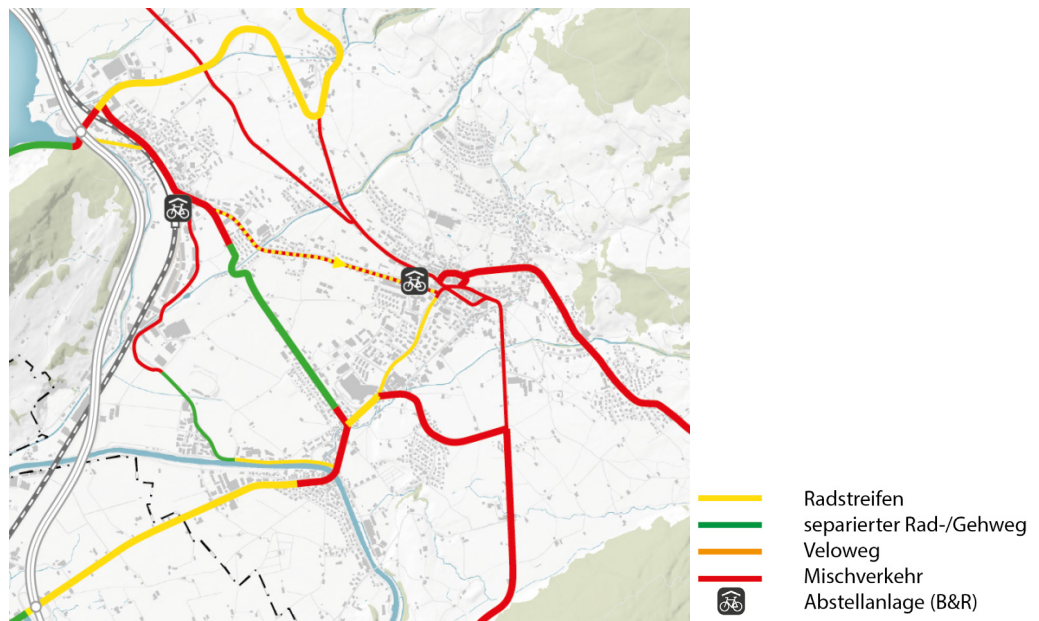 Radstreifen
separierter Rad-/Gehweg
Veloweg
Mischverkehr
Abstellanlage (B&R)